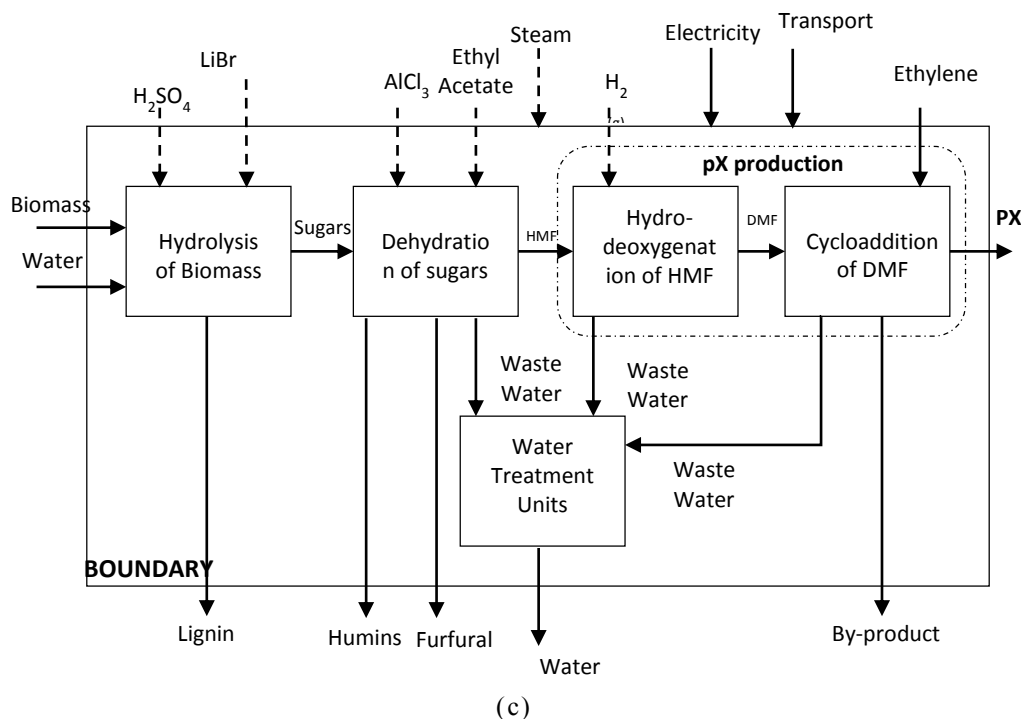 Steam
Electricity
Transport
LiBr
Ethyl
Acetate
AlCl3
H2
(g)
Ethylene
H2SO4
pX production
Biomass
Water
Hydrolysis
of Biomass
Sugars
Dehydratio
n of sugars
HMF
Hydro-
deoxygenat
ion of HMF
DMF
Cycloaddition
of DMF
PX
Waste
Water
Waste
Water
Water
Treatment
Units
Waste
Water
BOUNDARY
Lignin
Humins
Furfural
Water
By-product
(c)